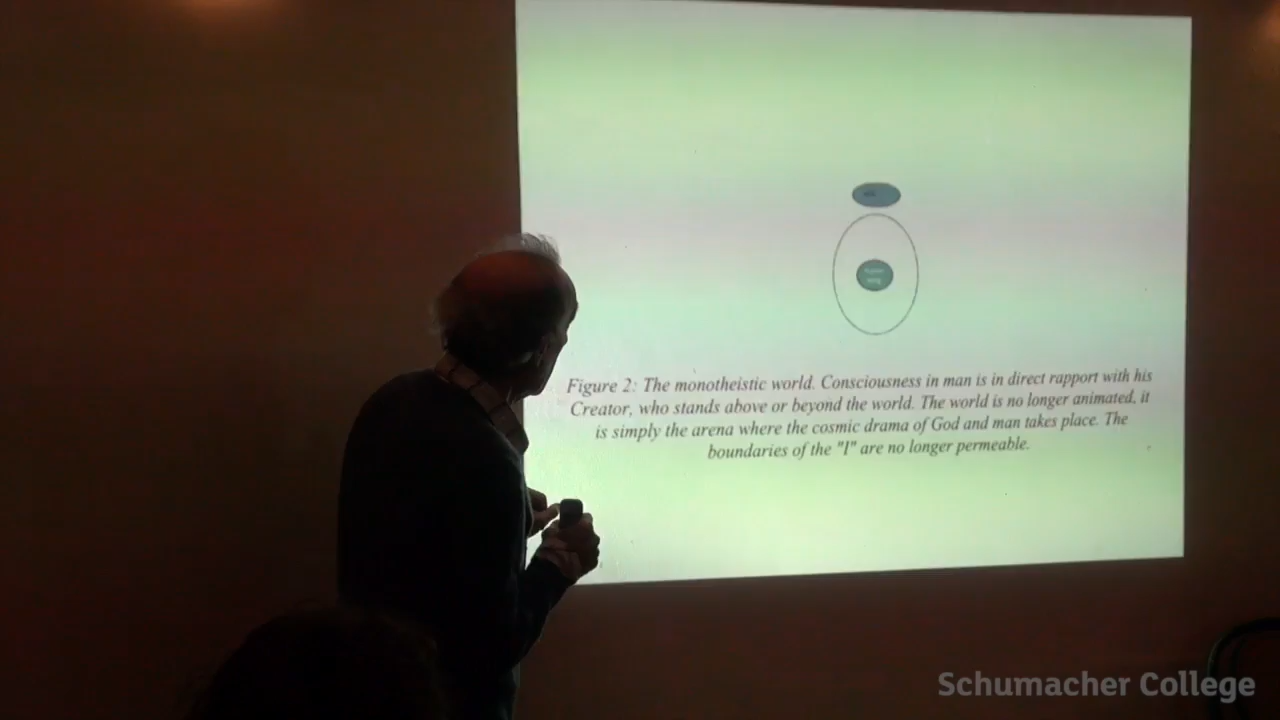 Figure 2: The monotheistic world. Consciousness in man is in direct rapport with his
Creator, who stands above or beyond the world. The world is no longer animated, it
is simply the arena where the cosmic drama of God and man takes place. The
boundaries of the "I" are no longer permeable.
Schumacher College